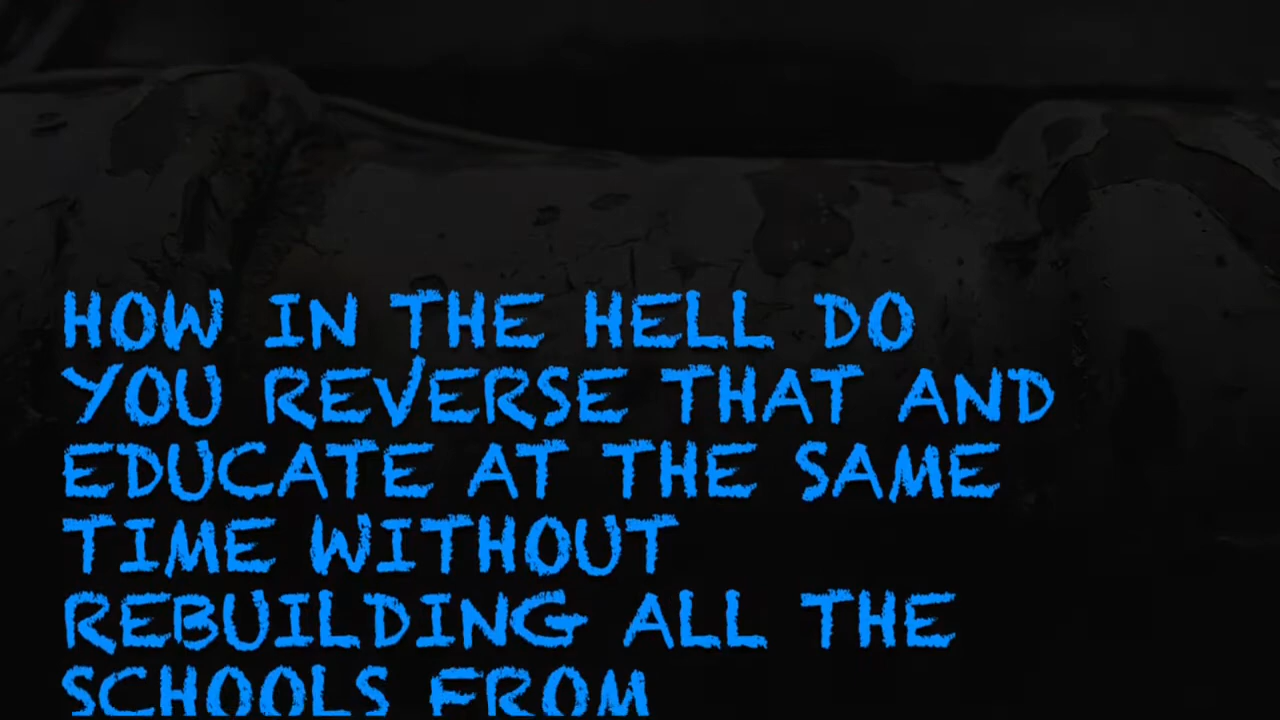 HOW IN THE HELL DO
YOU REVERSE THAT AND
EDUCATE AT THE SAME
TIME WITHOUT
REBUILDING ALL THE
SCHOOLS FROM